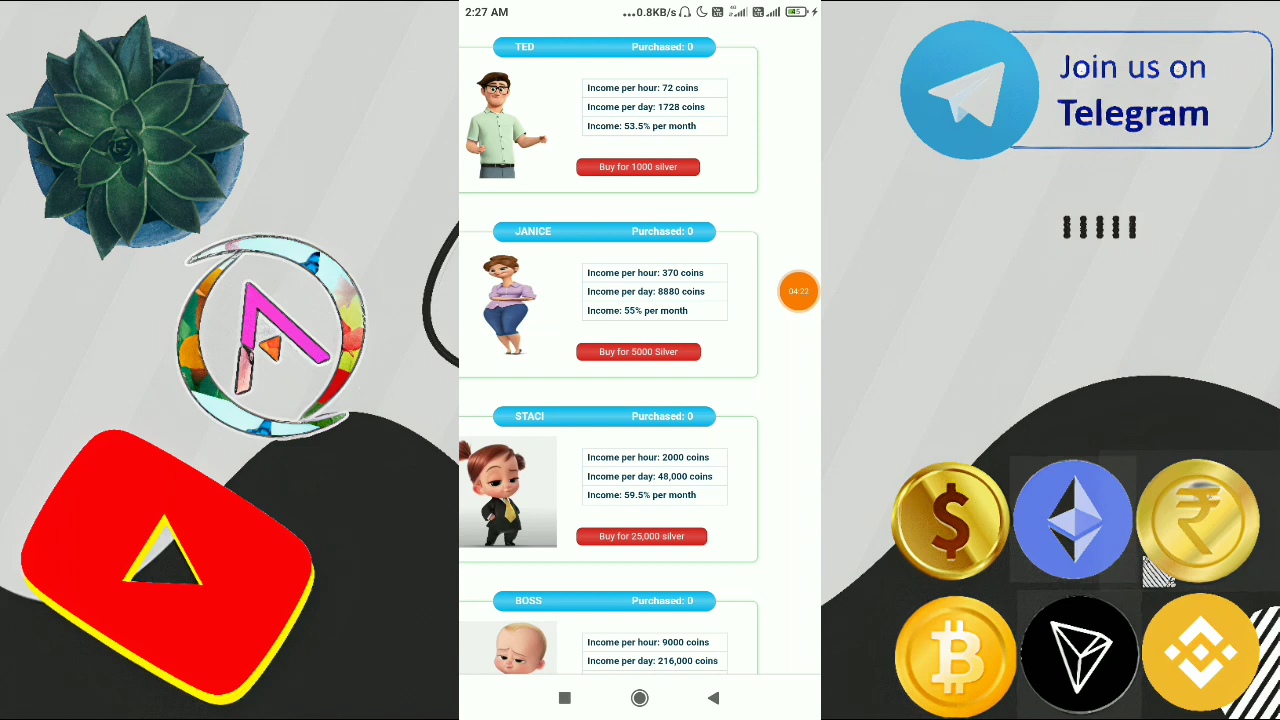 2:27 AM
...0.8KB/s
4G
45
TED Purchased: 0
Income per hour: 72 coins
Income per day: 1728 coins
Income: 53.5% per month
Buy for 1000 silver
JANICE Purchased: 0
Income per hour: 370 coins
Income per day: 8880 coins
Income: 55% per month
Buy for 5000 Silver
STACI Purchased: 0
Income per hour: 2000 coins
Income per day: 48,000 coins
Income: 59.5% per month
Buy for 25,000 silver
BOSS Purchased: 0
Income per hour: 9000 coins
Income per day: 216,000 coins
Join us on
Telegram
04:22